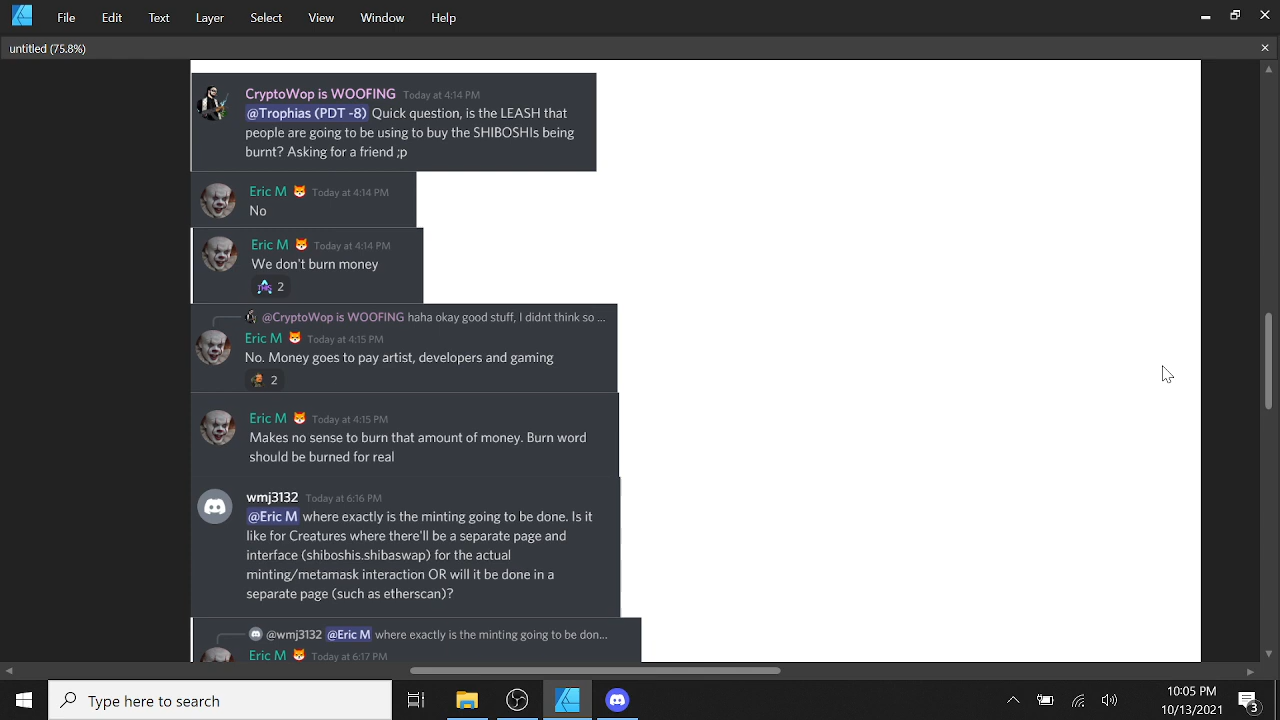 File Edit Text Layer Select View Window Help
untitled (75.8%)
CryptoWop is WOOFING Today at 4:14 PM
@Trophias (PDT -8) Quick question, is the LEASH that
people are going to be using to buy the SHIBOSHIs being
burnt? Asking for a friend ;p
Eric M Today at 4:14 PM
No
Eric M Today at 4:14 PM
We don't burn money
2
@CryptoWop is WOOFING haha okay good stuff, I didnt think so ...
Eric M Today at 4:15 PM
No. Money goes to pay artist, developers and gaming
2
Eric M Today at 4:15 PM
Makes no sense to burn that amount of money. Burn word
should be burned for real
wmj3132 Today at 6:16 PM
@Eric M where exactly is the minting going to be done. Is it
like for Creatures where there'll be a separate page and
interface (shiboshis.shibaswap) for the actual
minting/metamask interaction OR will it be done in a
separate page (such as etherscan)?
@wmj3132 @Eric M where exactly is the minting going to be don...
Eric M Today at 6:17 PM
Type here to search
10:05 PM
10/13/2021
3